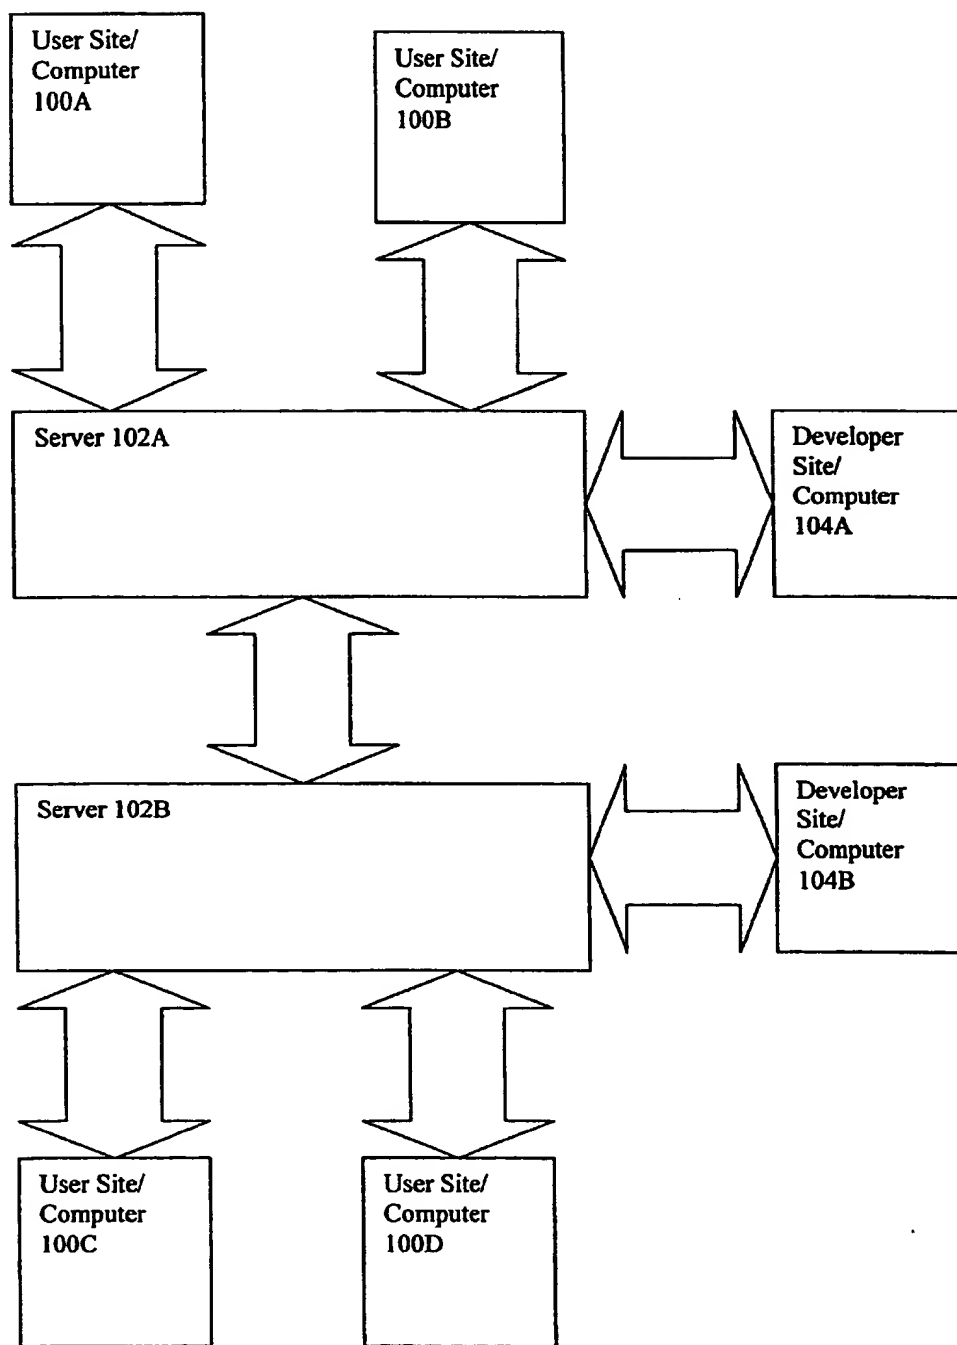 User Site/
Computer
100A
User Site/
Computer
100B
Server 102A
Developer
Site/
Computer
104A
Server 102B
Developer
Site/
Computer
104B
User Site/
Computer
100C
User Site/
Computer
100D